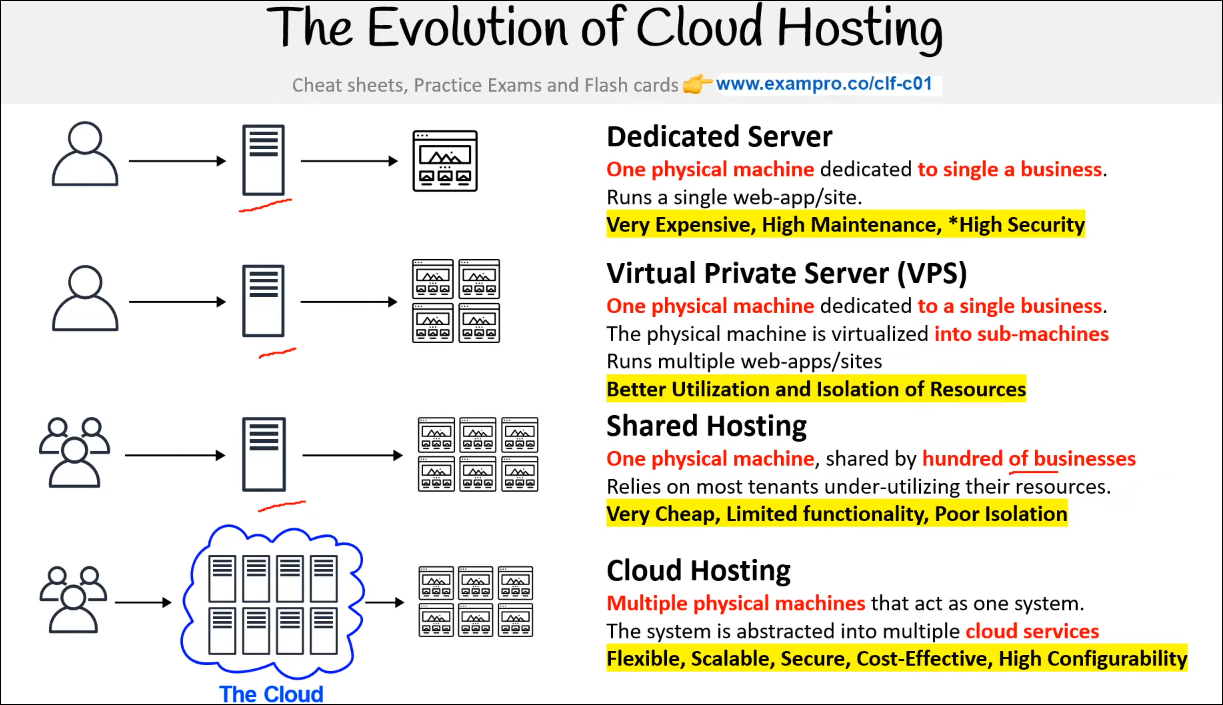 The Evolution of Cloud Hosting
Cheat sheets, Practice Exams and Flash cards 👉 www.exampro.co/clf-c01
Dedicated Server
One physical machine dedicated to single a business.
Runs a single web-app/site.
Very Expensive, High Maintenance, *High Security
Virtual Private Server (VPS)
One physical machine dedicated to a single business.
The physical machine is virtualized into sub-machines
Runs multiple web-apps/sites
Better Utilization and Isolation of Resources
Shared Hosting
One physical machine, shared by hundred of businesses
Relies on most tenants under-utilizing their resources.
Very Cheap, Limited functionality, Poor Isolation
Cloud Hosting
Multiple physical machines that act as one system.
The system is abstracted into multiple cloud services
Flexible, Scalable, Secure, Cost-Effective, High Configurability
The Cloud